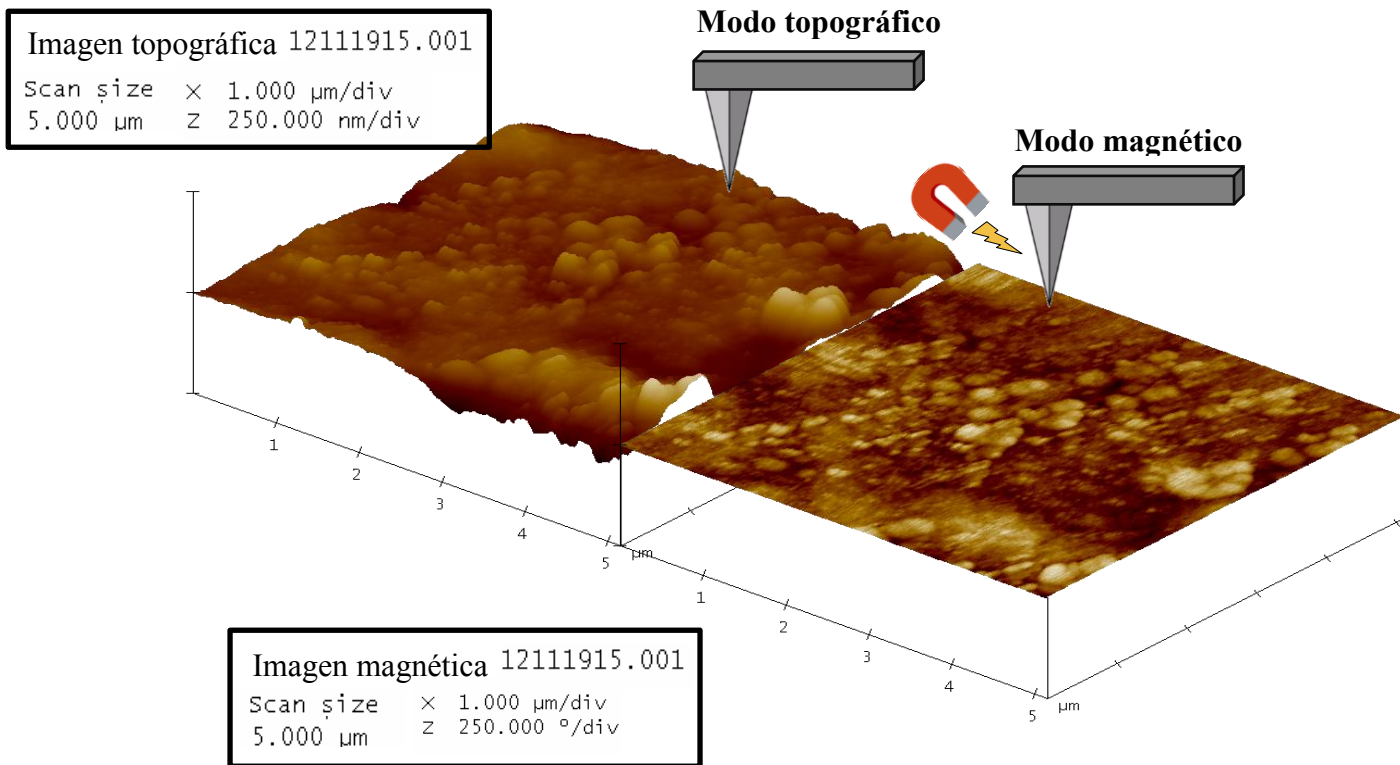 Imagen topográfica 12111915.001
Scan size X 1.000 µm/div
5.000 µm Z 250.000 nm/div
Modo topográfico
Modo magnético
1
2
3
4
5
µm
1
2
3
4
5
µm
Imagen magnética 12111915.001
Scan size X 1.000 µm/div
5.000 µm Z 250.000 º/div